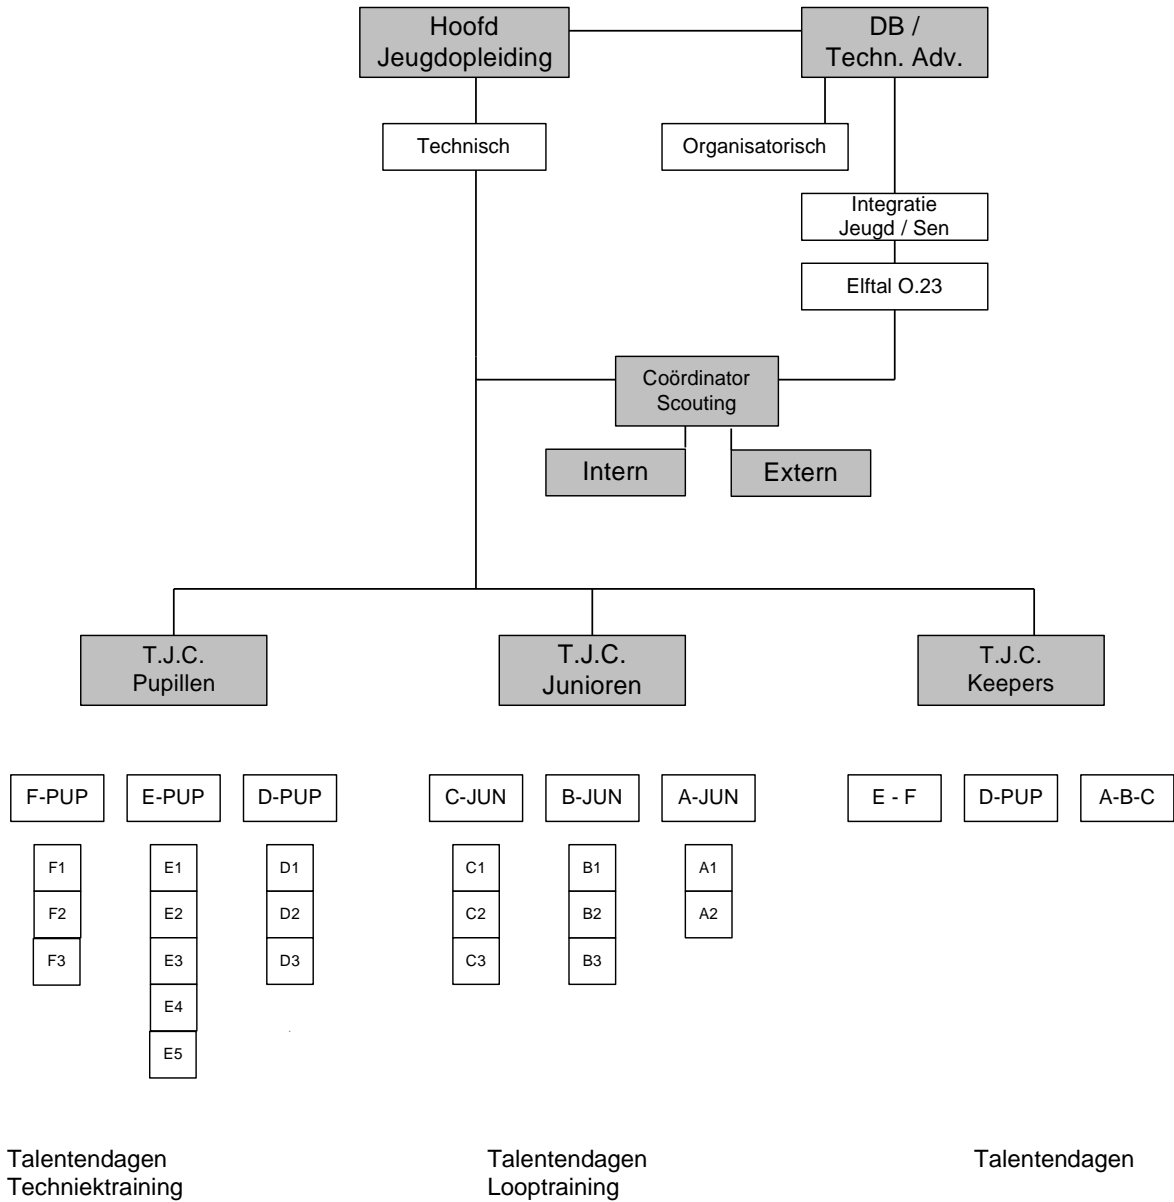 Hoofd
Jeugdopleiding
DB /
Techn. Adv.
Technisch
Organisatorisch
Integratie
Jeugd / Sen
Elftal O.23
Coördinator
Scouting
Intern
Extern
T.J.C.
Pupillen
T.J.C.
Junioren
T.J.C.
Keepers
F-PUP
E-PUP
D-PUP
C-JUN
B-JUN
A-JUN
E - F
D-PUP
A-B-C
F1
F2
F3
E1
E2
E3
E4
E5
D1
D2
D3
C1
C2
C3
B1
B2
B3
A1
A2
Talentendagen
Techniektraining
Talentendagen
Looptraining
Talentendagen